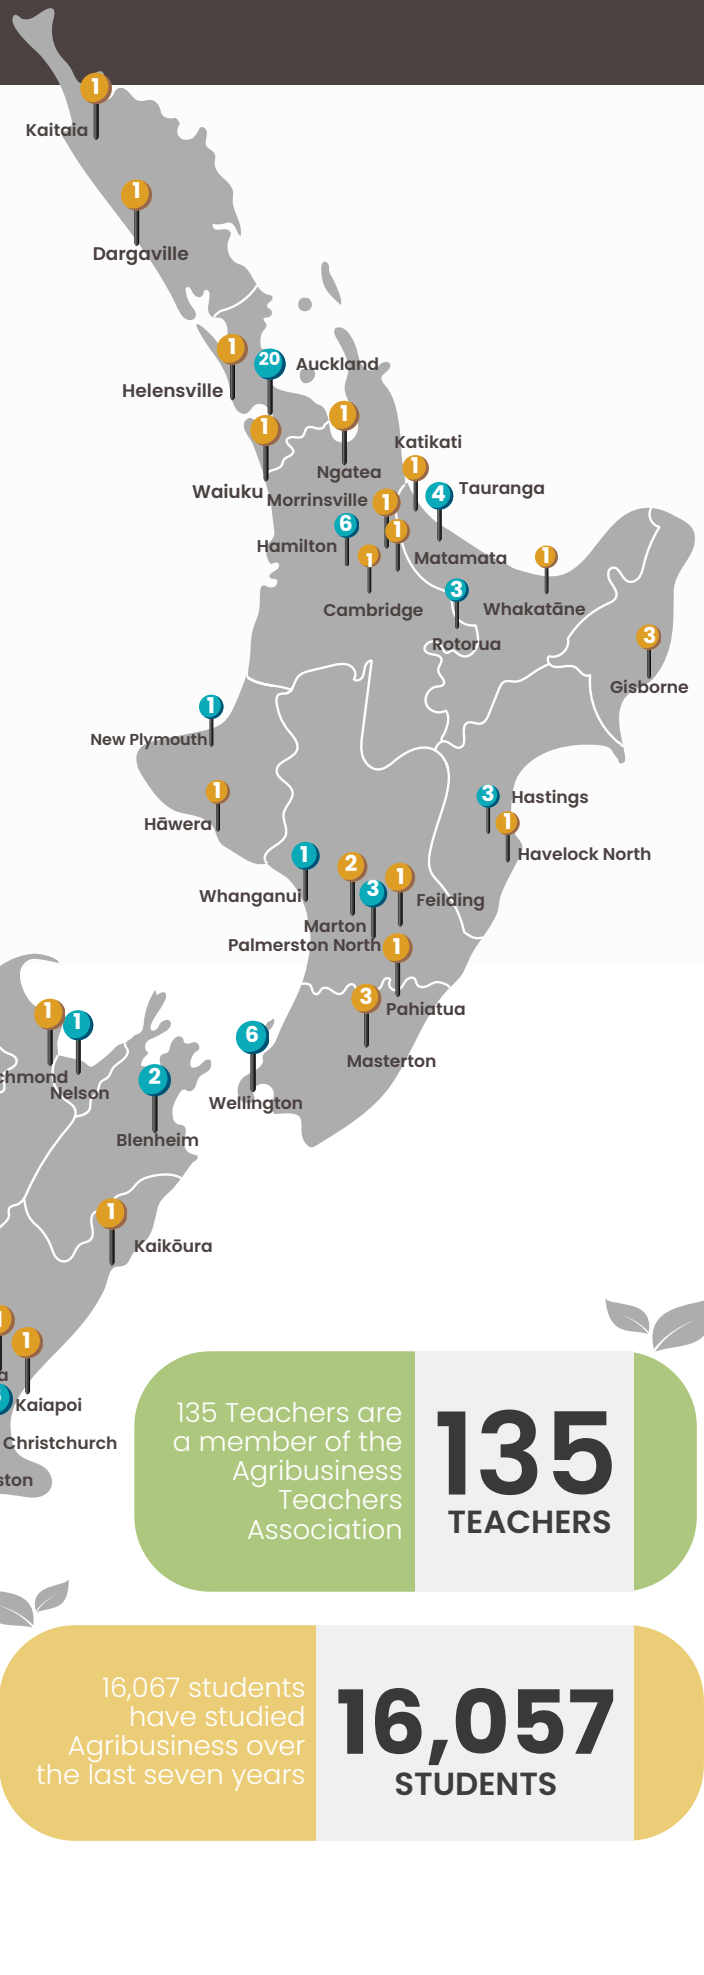 1
Kaitaia
1
Dargaville
1
Helensville
20
Auckland
1
Waiuku
1
Ngatea
Katikati
1
4
Tauranga
Morrinsville
1
6
Hamilton
1
Matamata
1
Cambridge
1
Whakatāne
3
Rotorua
3
Gisborne
1
New Plymouth
1
Hāwera
3
Hastings
1
Havelock North
1
Whanganui
2
Marton
3
Palmerston North
1
Feilding
1
Pahiatua
3
Masterton
1
chmond
1
Nelson
2
Blenheim
6
Wellington
1
Kaikōura
a
1
Kaiapoi
Christchurch
ston
135 Teachers are
a member of the
Agribusiness
Teachers
Association
135
TEACHERS
16,067 students
have studied
Agribusiness over
the last seven years
16,057
STUDENTS